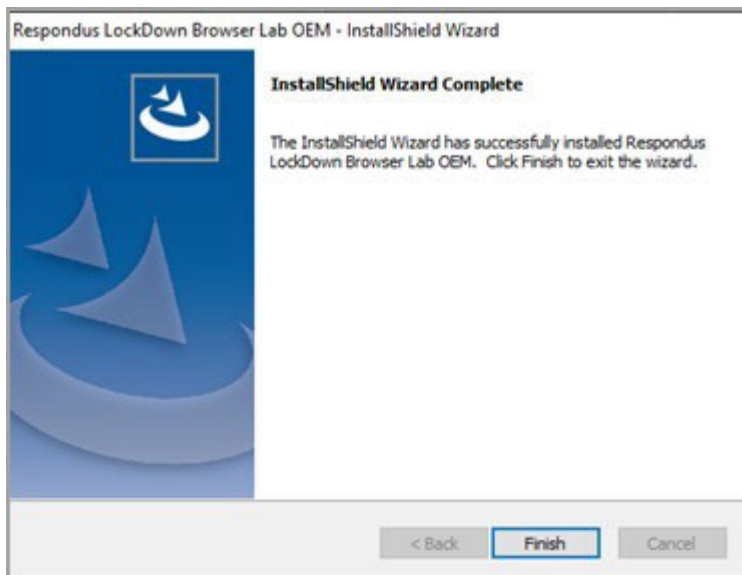 Respondus LockDown Browser Lab OEM - InstallShield Wizard
InstallShield Wizard Complete
The InstallShield Wizard has successfully installed Respondus
LockDown Browser Lab OEM. Click Finish to exit the wizard.
< Back Finish Cancel